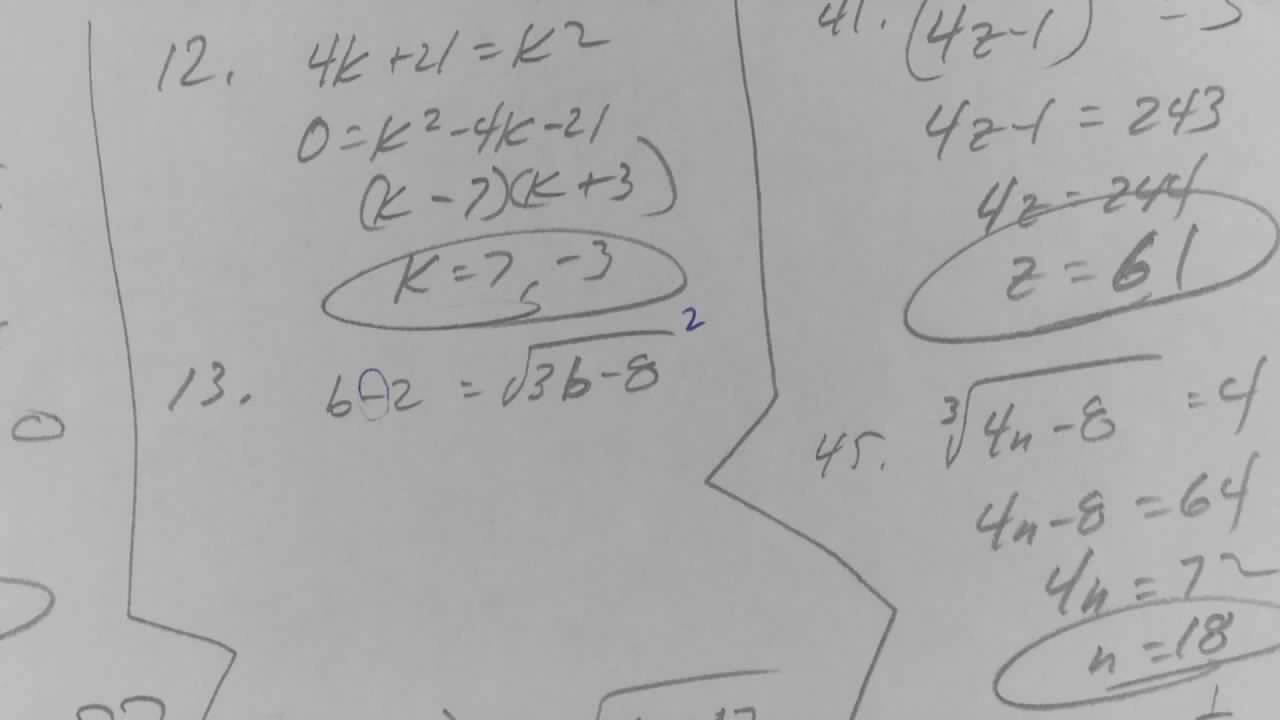 12. 4k+21=k²
0=k²-4k-21
(k-7)(k+3)
k=7, -3
13. b-2 = √3b-8 ²
41. (4z-1)
4z-1=243
4z=244
z=61
45. ³√4n-8 =4
4n-8=64
4n=72
n=18